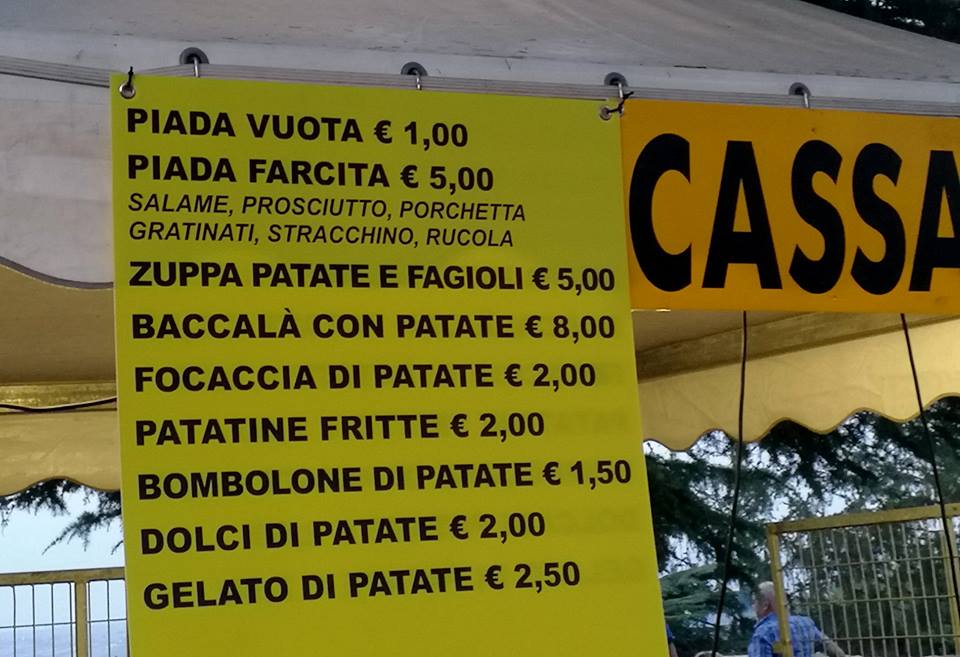 PIADA VUOTA € 1,00
PIADA FARCITA € 5,00
SALAME, PROSCIUTTO, PORCHETTA
GRATINATI, STRACCHINO, RUCOLA
ZUPPA PATATE E FAGIOLI € 5,00
BACCALÀ CON PATATE € 8,00
FOCACCIA DI PATATE € 2,00
PATATINE FRITTE € 2,00
BOMBOLONE DI PATATE € 1,50
DOLCI DI PATATE € 2,00
GELATO DI PATATE € 2,50
CASSA